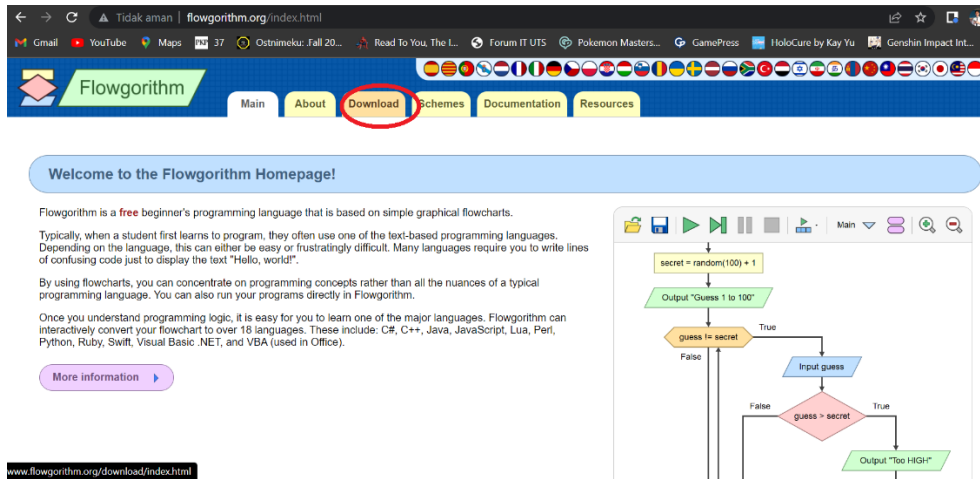 Tidak aman | flowgorithm.org/index.html
Gmail YouTube Maps PKP 37 Ostnimeku: .Fall 20... Read To You, The I... Forum IT UTS Pokemon Masters... GamePress HoloCure by Kay Yu Genshin Impact Int...
Flowgorithm
Main About Download Schemes Documentation Resources
Welcome to the Flowgorithm Homepage!
Flowgorithm is a free beginner's programming language that is based on simple graphical flowcharts.
Typically, when a student first learns to program, they often use one of the text-based programming languages.
Depending on the language, this can either be easy or frustratingly difficult. Many languages require you to write lines
of confusing code just to display the text "Hello, world!".
By using flowcharts, you can concentrate on programming concepts rather than all the nuances of a typical
programming language. You can also run your programs directly in Flowgorithm.
Once you understand programming logic, it is easy for you to learn one of the major languages. Flowgorithm can
interactively convert your flowchart to over 18 languages. These include: C#, C++, Java, JavaScript, Lua, Perl,
Python, Ruby, Swift, Visual Basic .NET, and VBA (used in Office).
More information
Main
secret = random(100) + 1
Output "Guess 1 to 100"
guess != secret
True
False
Input guess
False
guess > secret
True
Output "Too HIGH"
www.flowgorithm.org/download/index.html